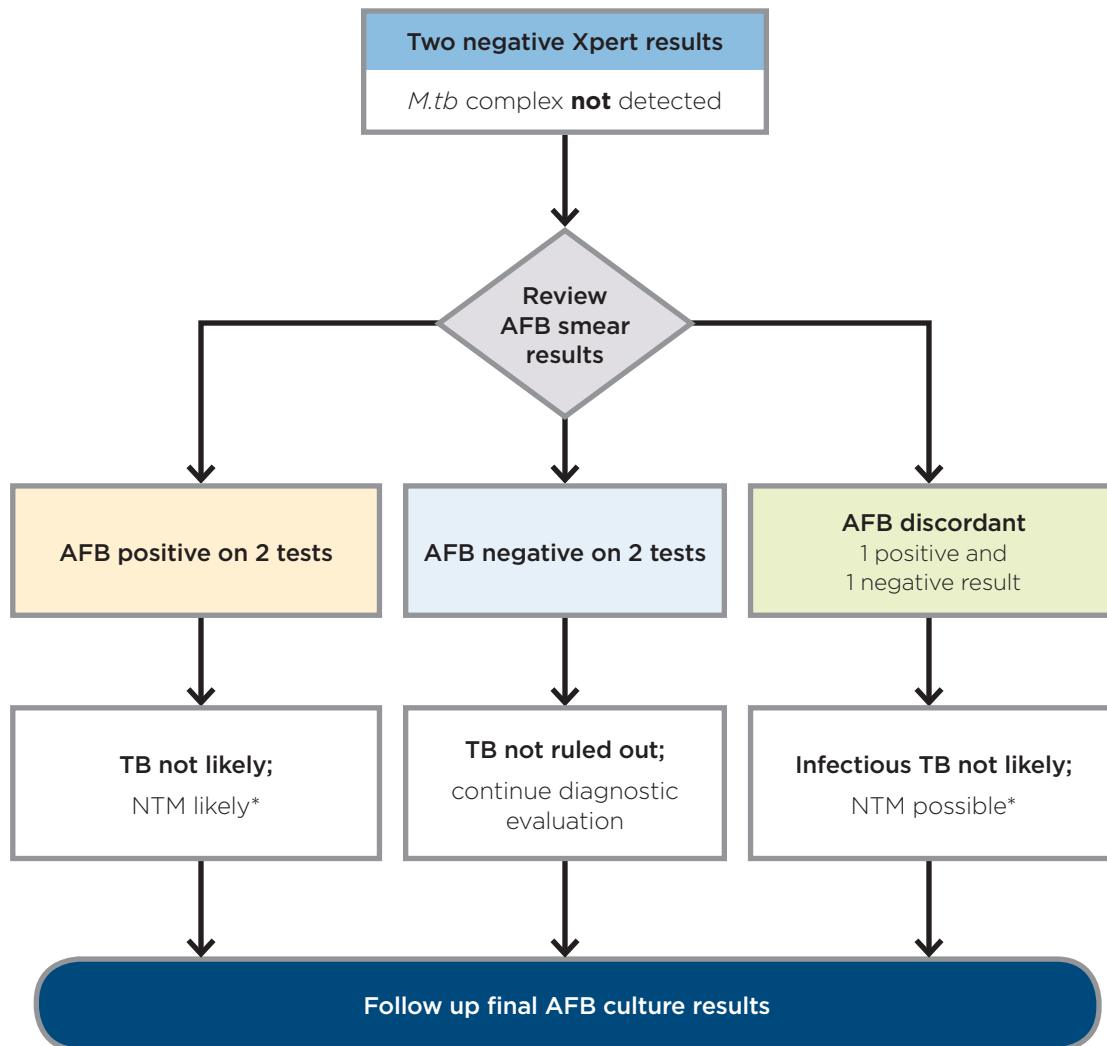 Two negative Xpert results
M.tb complex not detected
Review
AFB smear
results
AFB positive on 2 tests
AFB negative on 2 tests
AFB discordant
1 positive and
1 negative result
TB not likely;
NTM likely*
TB not ruled out;
continue diagnostic
evaluation
Infectious TB not likely;
NTM possible*
Follow up final AFB culture results